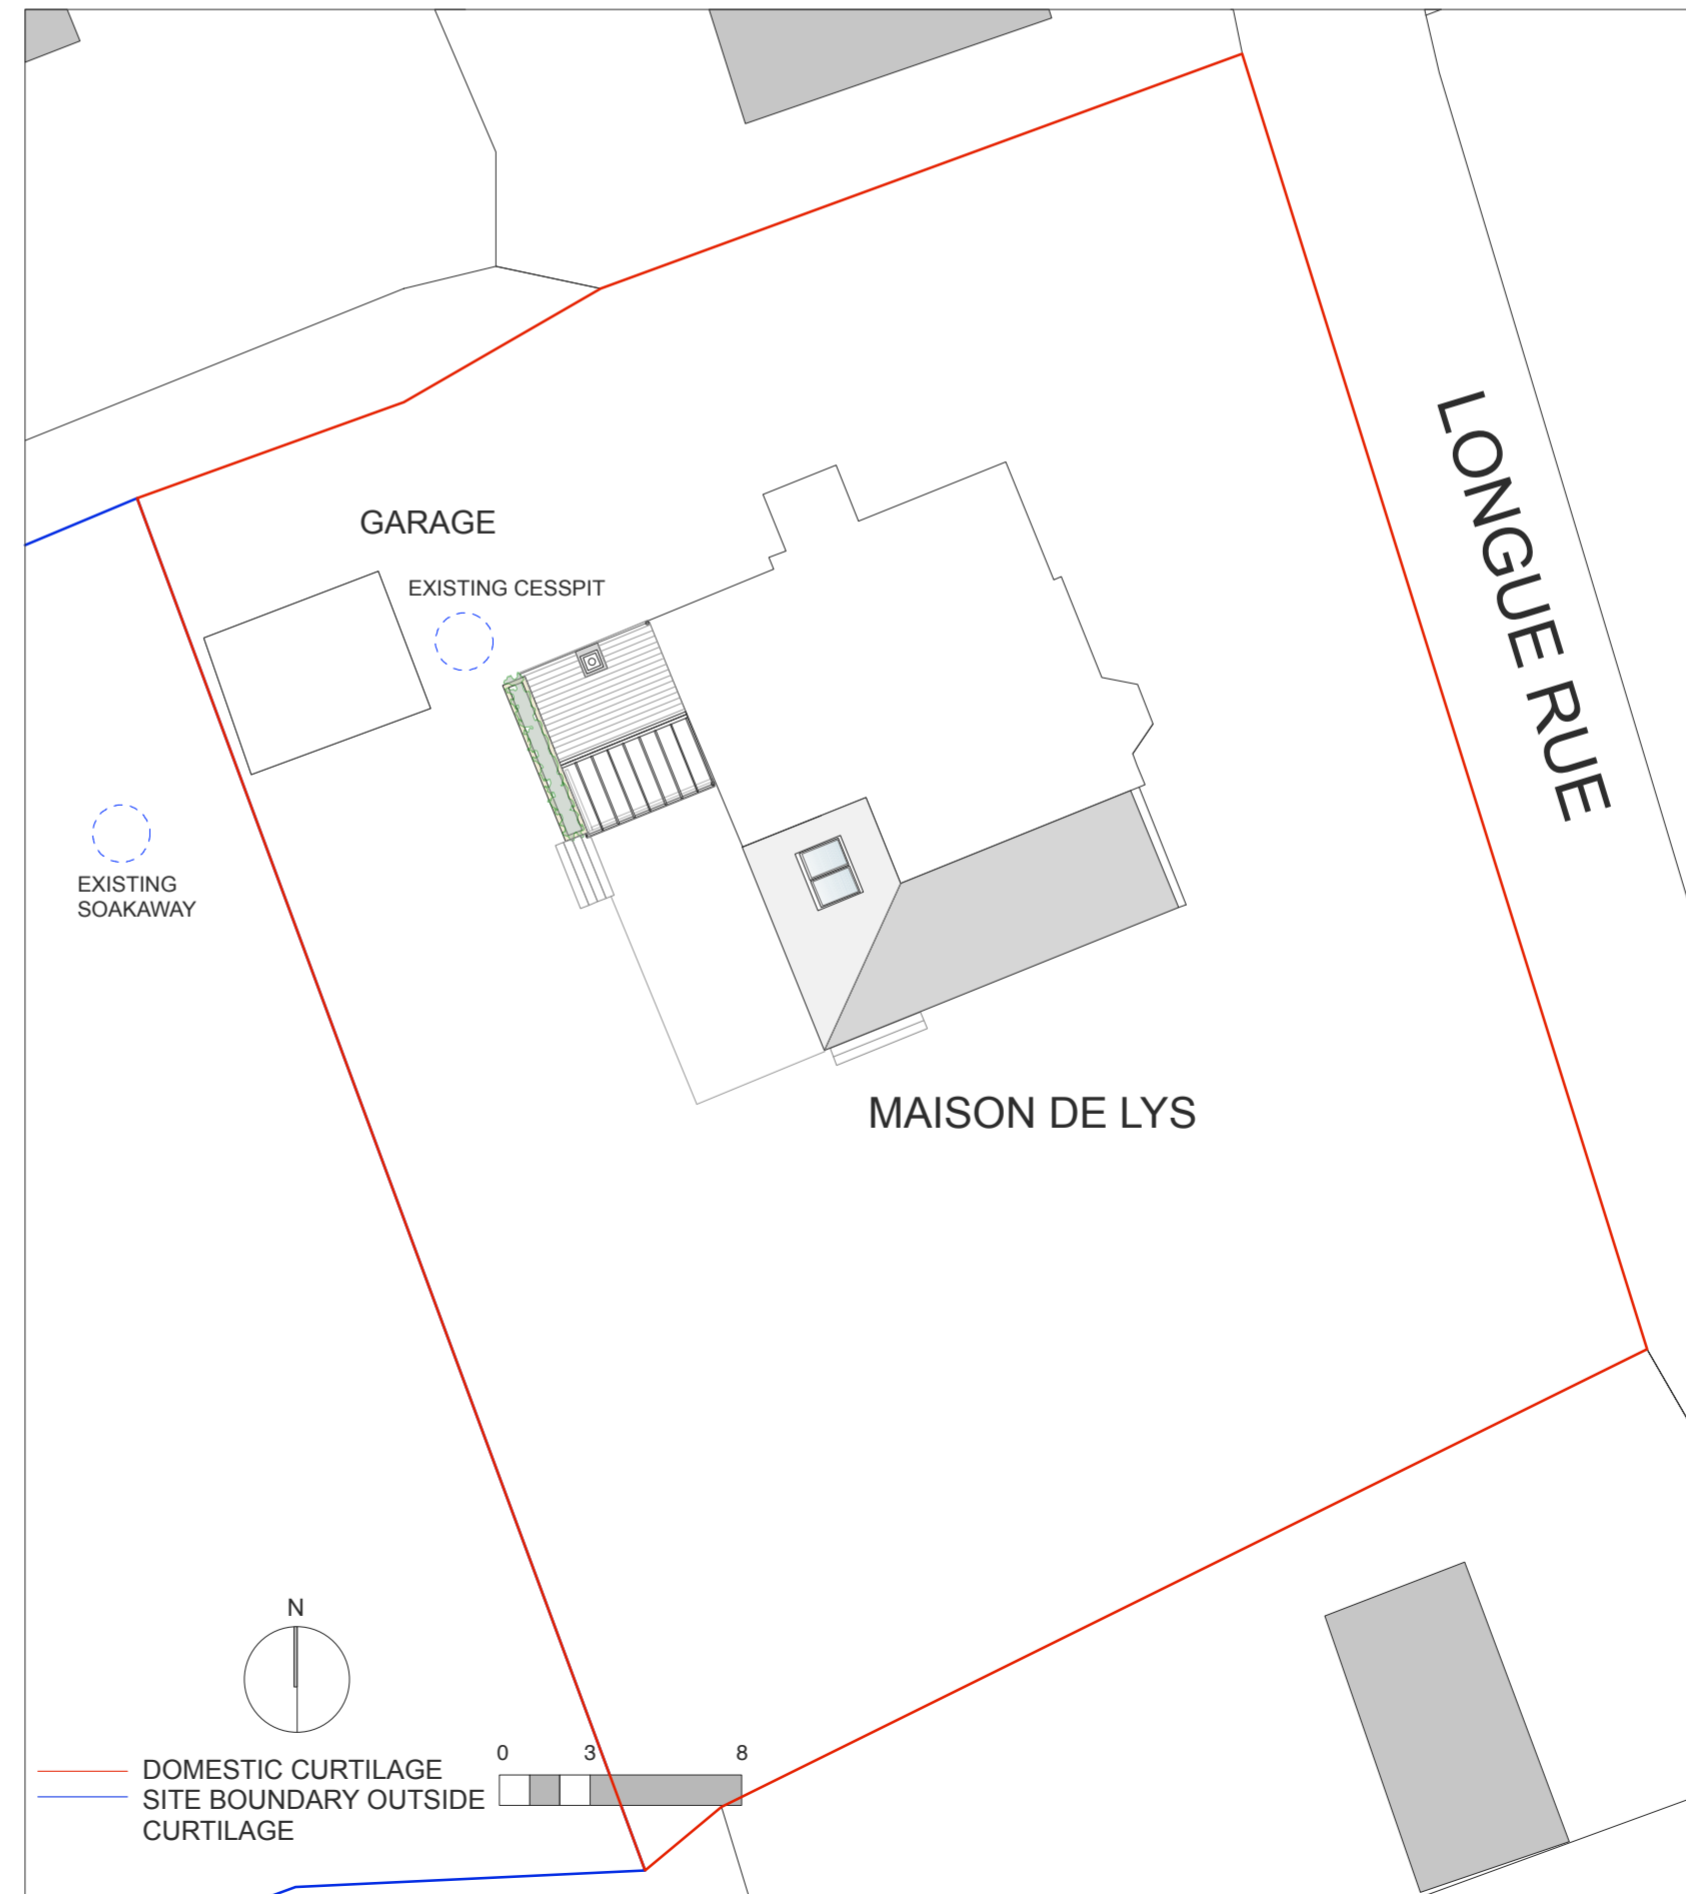 LONGUE RUE
GARAGE
EXISTING CESSPIT
EXISTING
SOAKAWAY
MAISON DE LYS
N
0 3 8
DOMESTIC CURTILAGE
SITE BOUNDARY OUTSIDE
CURTILAGE